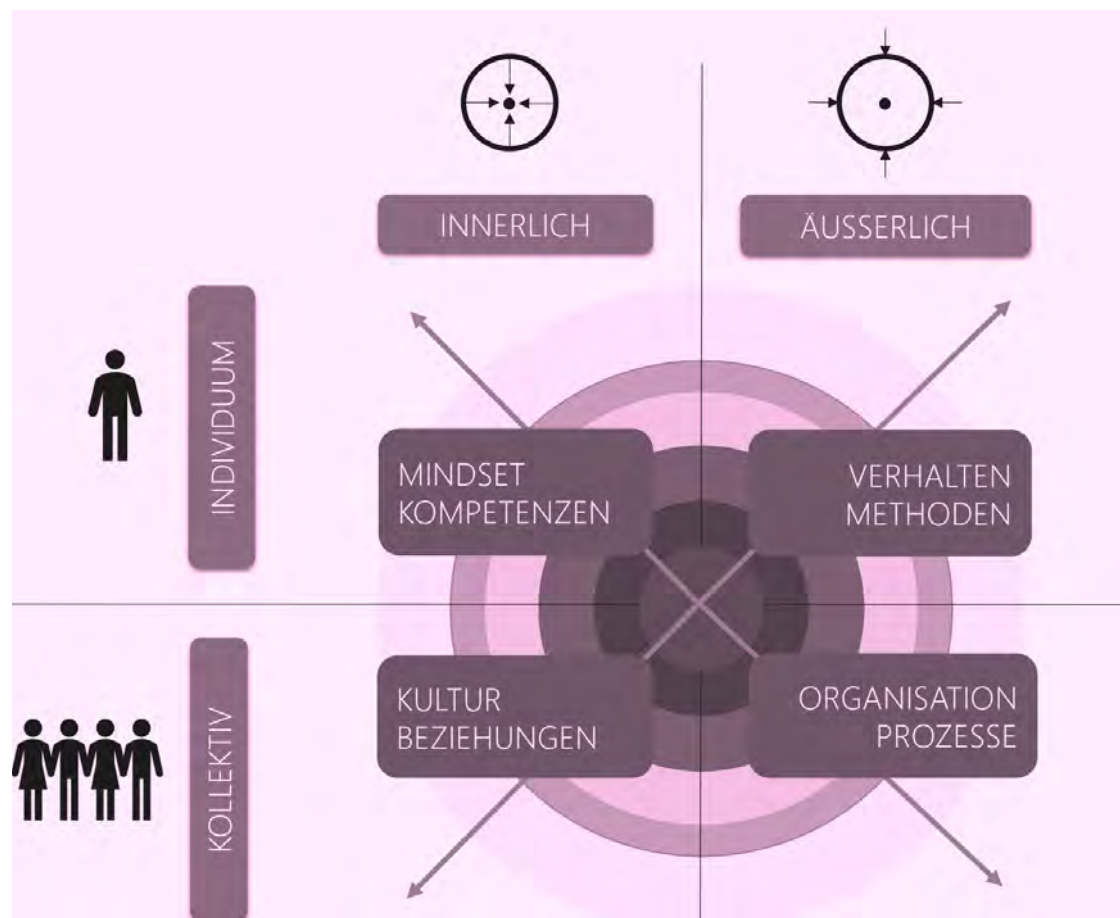 INNERLICH
ÄUSSERLICH
INDIVIDUUM
MINDSET
KOMPETENZEN
VERHALTEN
METHODEN
KOLLEKTIV
KULTUR
BEZIEHUNGEN
ORGANISATION
PROZESSE